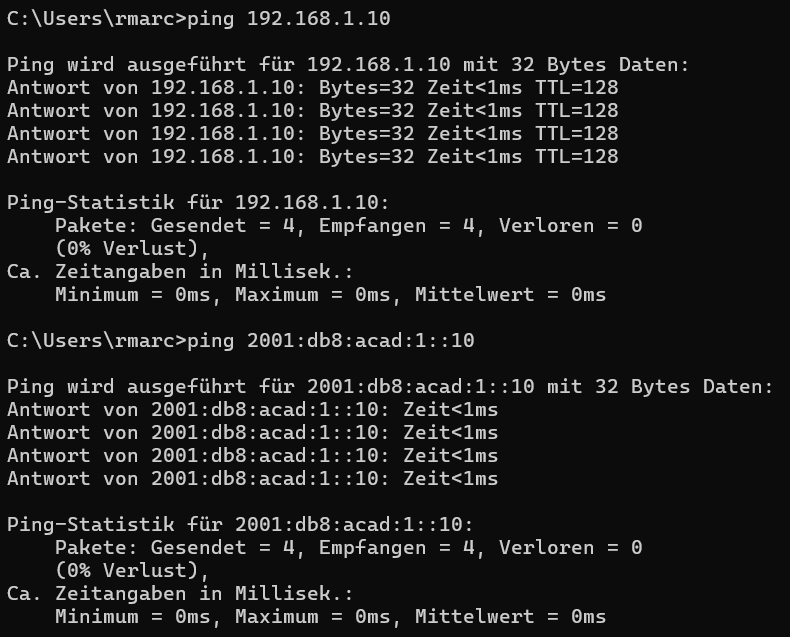 C:\Users\rmarc>ping 192.168.1.10
Ping wird ausgeführt für 192.168.1.10 mit 32 Bytes Daten:
Antwort von 192.168.1.10: Bytes=32 Zeit<1ms TTL=128
Antwort von 192.168.1.10: Bytes=32 Zeit<1ms TTL=128
Antwort von 192.168.1.10: Bytes=32 Zeit<1ms TTL=128
Antwort von 192.168.1.10: Bytes=32 Zeit<1ms TTL=128
Ping-Statistik für 192.168.1.10:
    Pakete: Gesendet = 4, Empfangen = 4, Verloren = 0
    (0% Verlust),
Ca. Zeitangaben in Millisek.:
    Minimum = 0ms, Maximum = 0ms, Mittelwert = 0ms
C:\Users\rmarc>ping 2001:db8:acad:1::10
Ping wird ausgeführt für 2001:db8:acad:1::10 mit 32 Bytes Daten:
Antwort von 2001:db8:acad:1::10: Zeit<1ms
Antwort von 2001:db8:acad:1::10: Zeit<1ms
Antwort von 2001:db8:acad:1::10: Zeit<1ms
Antwort von 2001:db8:acad:1::10: Zeit<1ms
Ping-Statistik für 2001:db8:acad:1::10:
    Pakete: Gesendet = 4, Empfangen = 4, Verloren = 0
    (0% Verlust),
Ca. Zeitangaben in Millisek.:
    Minimum = 0ms, Maximum = 0ms, Mittelwert = 0ms